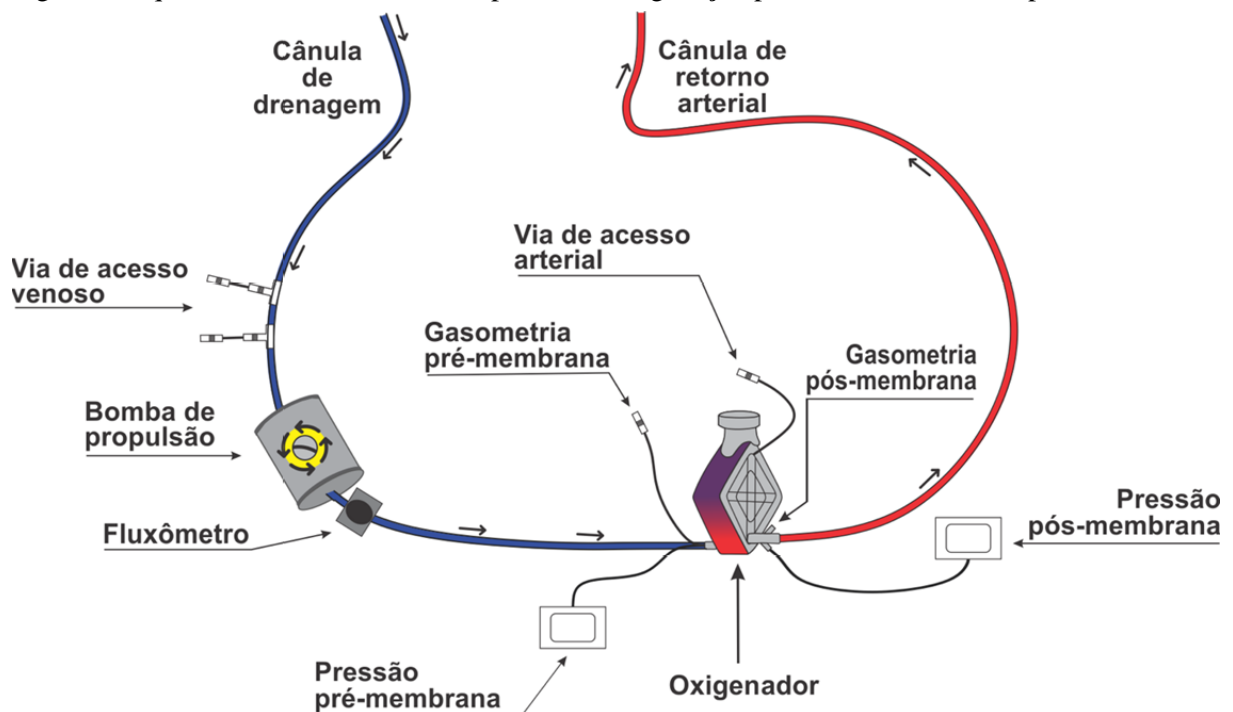 Cânula
de
drenagem
Cânula de
retorno
arterial
Via de acesso
venoso
Via de acesso
arterial
Gasometria
pré-membrana
Gasometria
pós-membrana
Bomba de
propulsão
Fluxômetro
Pressão
pós-membrana
Pressão
pré-membrana
Oxigenador